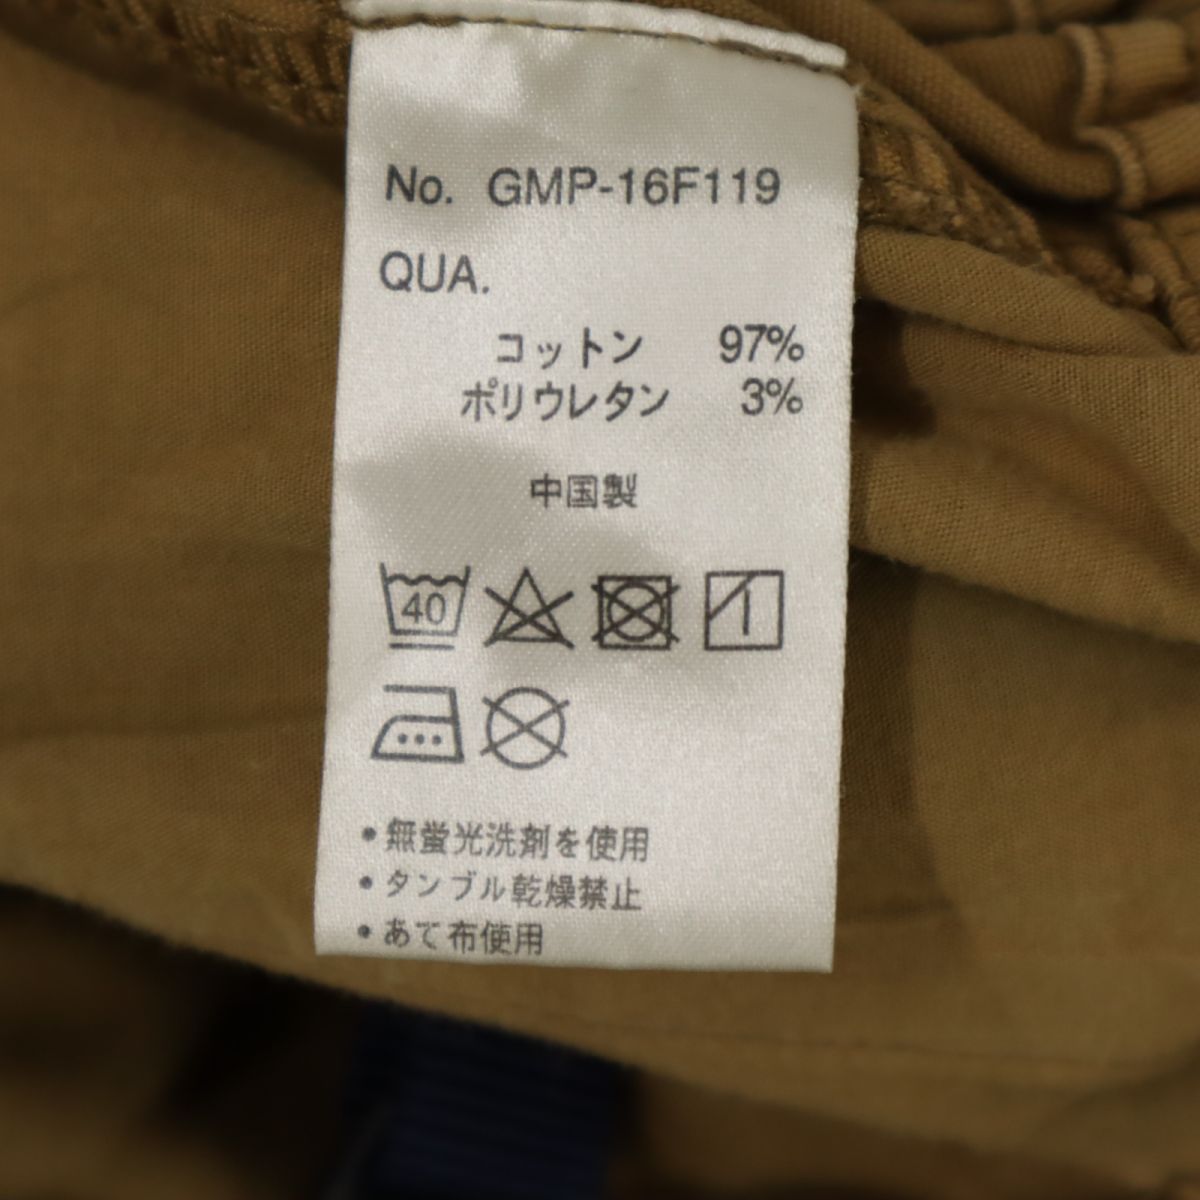 No. GMP-16F119
QUA.
コットン 97%
ポリウレタン 3%
中国製
40
•無蛍光洗剤を使用
•タンブル乾燥禁止
•あて布使用